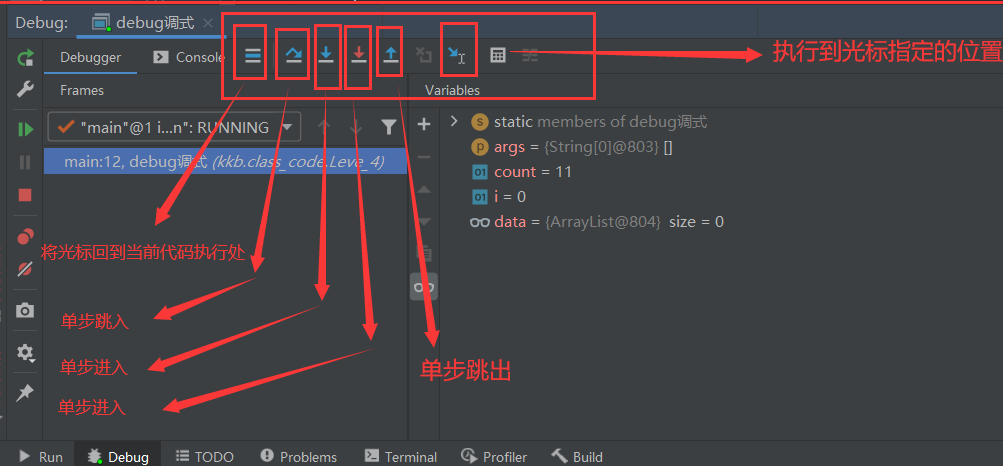 Debug: debug调式
Debugger Console
执行到光标指定的位置
Frames Variables
"main"@1 i...n": RUNNING
static members of debug调式
main:12, debug调式 (kkb.class_code.Leve_4)
args = {String[0]@803} []
count = 11
i = 0
data = {ArrayList@804} size = 0
将光标回到当前代码执行处
单步跳入
单步进入
单步跳出
单步进入
Run Debug TODO Problems Terminal Profiler Build